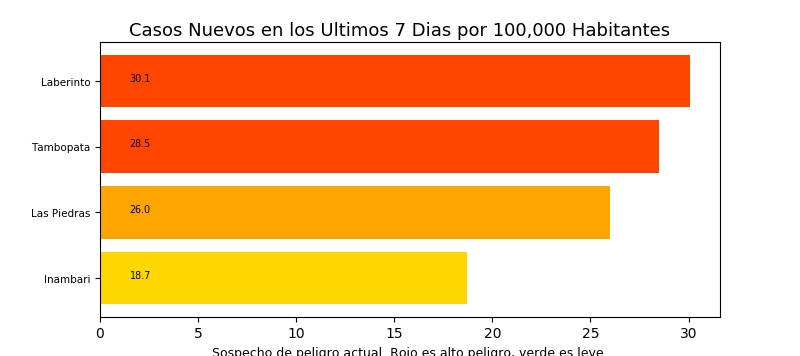 Casos Nuevos en los Ultimos 7 Dias por 100,000 Habitantes
Laberinto
30.1
Tambopata
28.5
Las Piedras
26.0
Inambari
18.7
0 5 10 15 20 25 30
Sospecho de peligro actual. Rojo es alto peligro, verde es leve